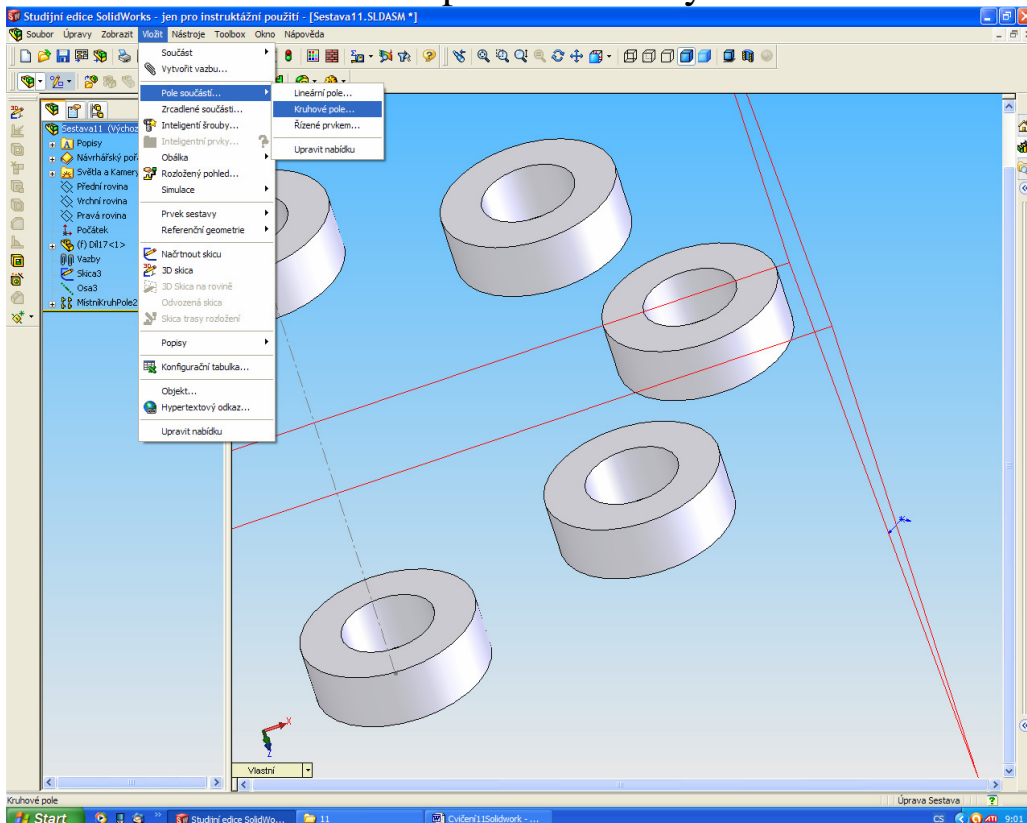 Studijní edice SolidWorks - jen pro instruktážní použití - [Sestava11.SLDASM *]
Soubor Úpravy Zobrazit Vložit Nástroje Toolbox Okno Nápověda
Součást
Vytvořit vazbu...
Pole součástí...
Zrcadlené součásti...
Inteligentí šrouby...
Inteligentní prvky...
Obálka
Rozložený pohled...
Simulace
Prvek sestavy
Referenční geometrie
Načrtnout skicu
3D skica
3D Skica na rovině
Odvozená skica
Skica trasy rozložení
Popisy
Konfigurační tabulka...
Objekt...
Hypertextový odkaz...
Upravit nabídku
Lineární pole...
Kruhové pole...
Řízené prvkem...
Upravit nabídku
Sestava11 (Výchoz
Popisy
Návrhářský poř
Světla a Kamery
Přední rovina
Vrchní rovina
Pravá rovina
Počátek
(f) Díl17<1>
Vazby
Skica3
Osa3
MístníKruhPole2
X
Z
Vlastní
Kruhové pole
Úprava Sestava
Start
Studijní edice SolidWo...
11
Cvičení11Solidwork - ...
CS
ATI
9:01